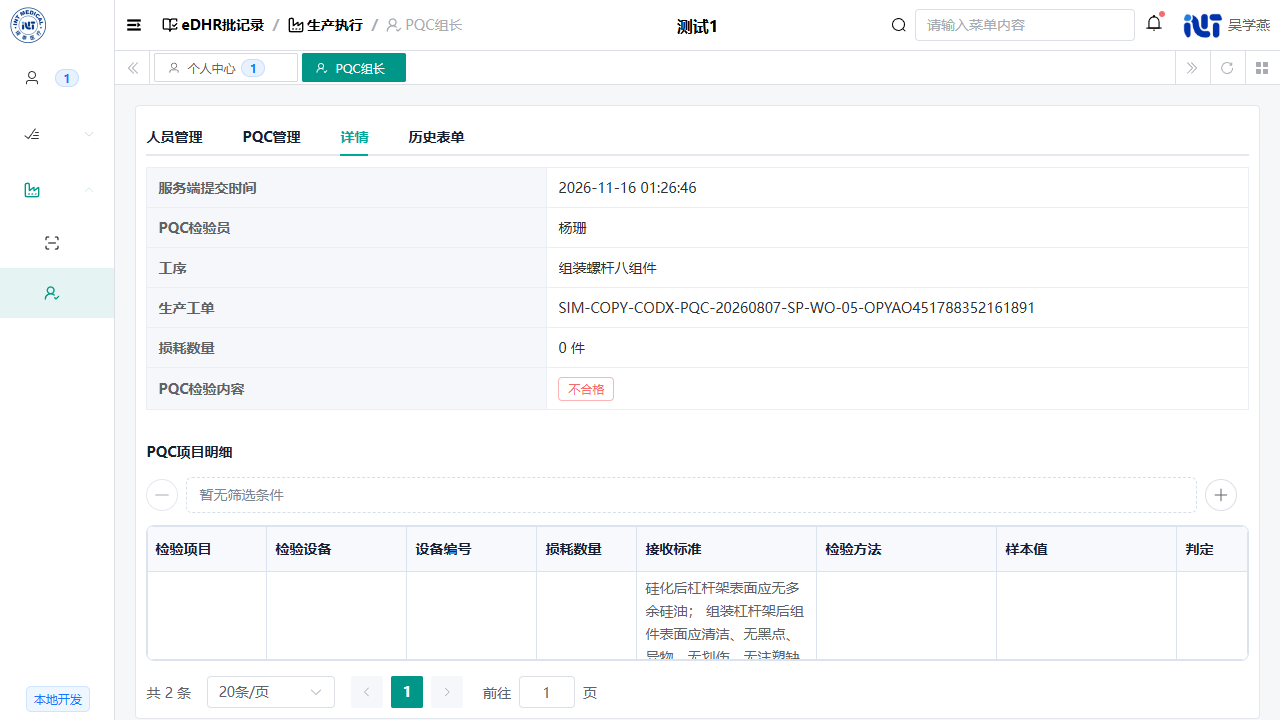 eDHR批记录 / 生产执行 / PQC组长
测试1
请输入菜单内容
吴学燕
1
个人中心 1
PQC组长
人员管理 PQC管理 详情 历史表单
服务端提交时间 2026-11-16 01:26:46
PQC检验员 杨珊
工序 组装螺杆八组件
生产工单 SIM-COPY-CODX-PQC-20260807-SP-WO-05-OPYAO451788352161891
损耗数量 0 件
PQC检验内容 不合格
PQC项目明细
暂无筛选条件
检验项目 检验设备 设备编号 损耗数量 接收标准 检验方法 样本值 判定
硅化后杠杆架表面应无多
余硅油； 组装杠杆架后组
件表面应清洁、无黑点、
异物、无划伤、无注塑缺
共 2 条 20条/页 1 前往 1 页
本地开发